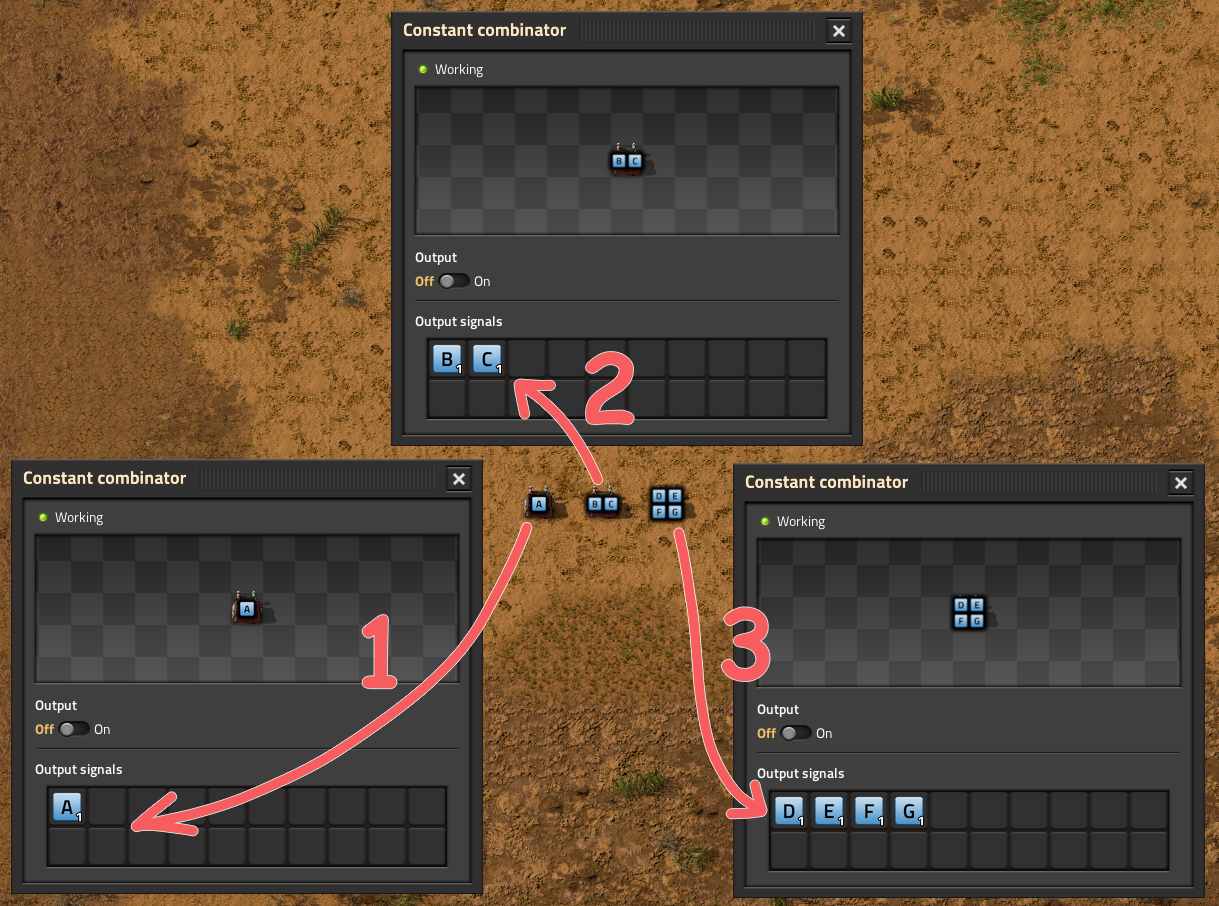 Constant combinator
Working
B C
Output
Off On
Output signals
B 1 C 1
2
A
B C
D E
F G
Constant combinator
Working
A
1
Output
Off On
Output signals
A 1
Constant combinator
Working
D E
F G
3
Output
Off On
Output signals
D 1 E 1 F 1 G 1